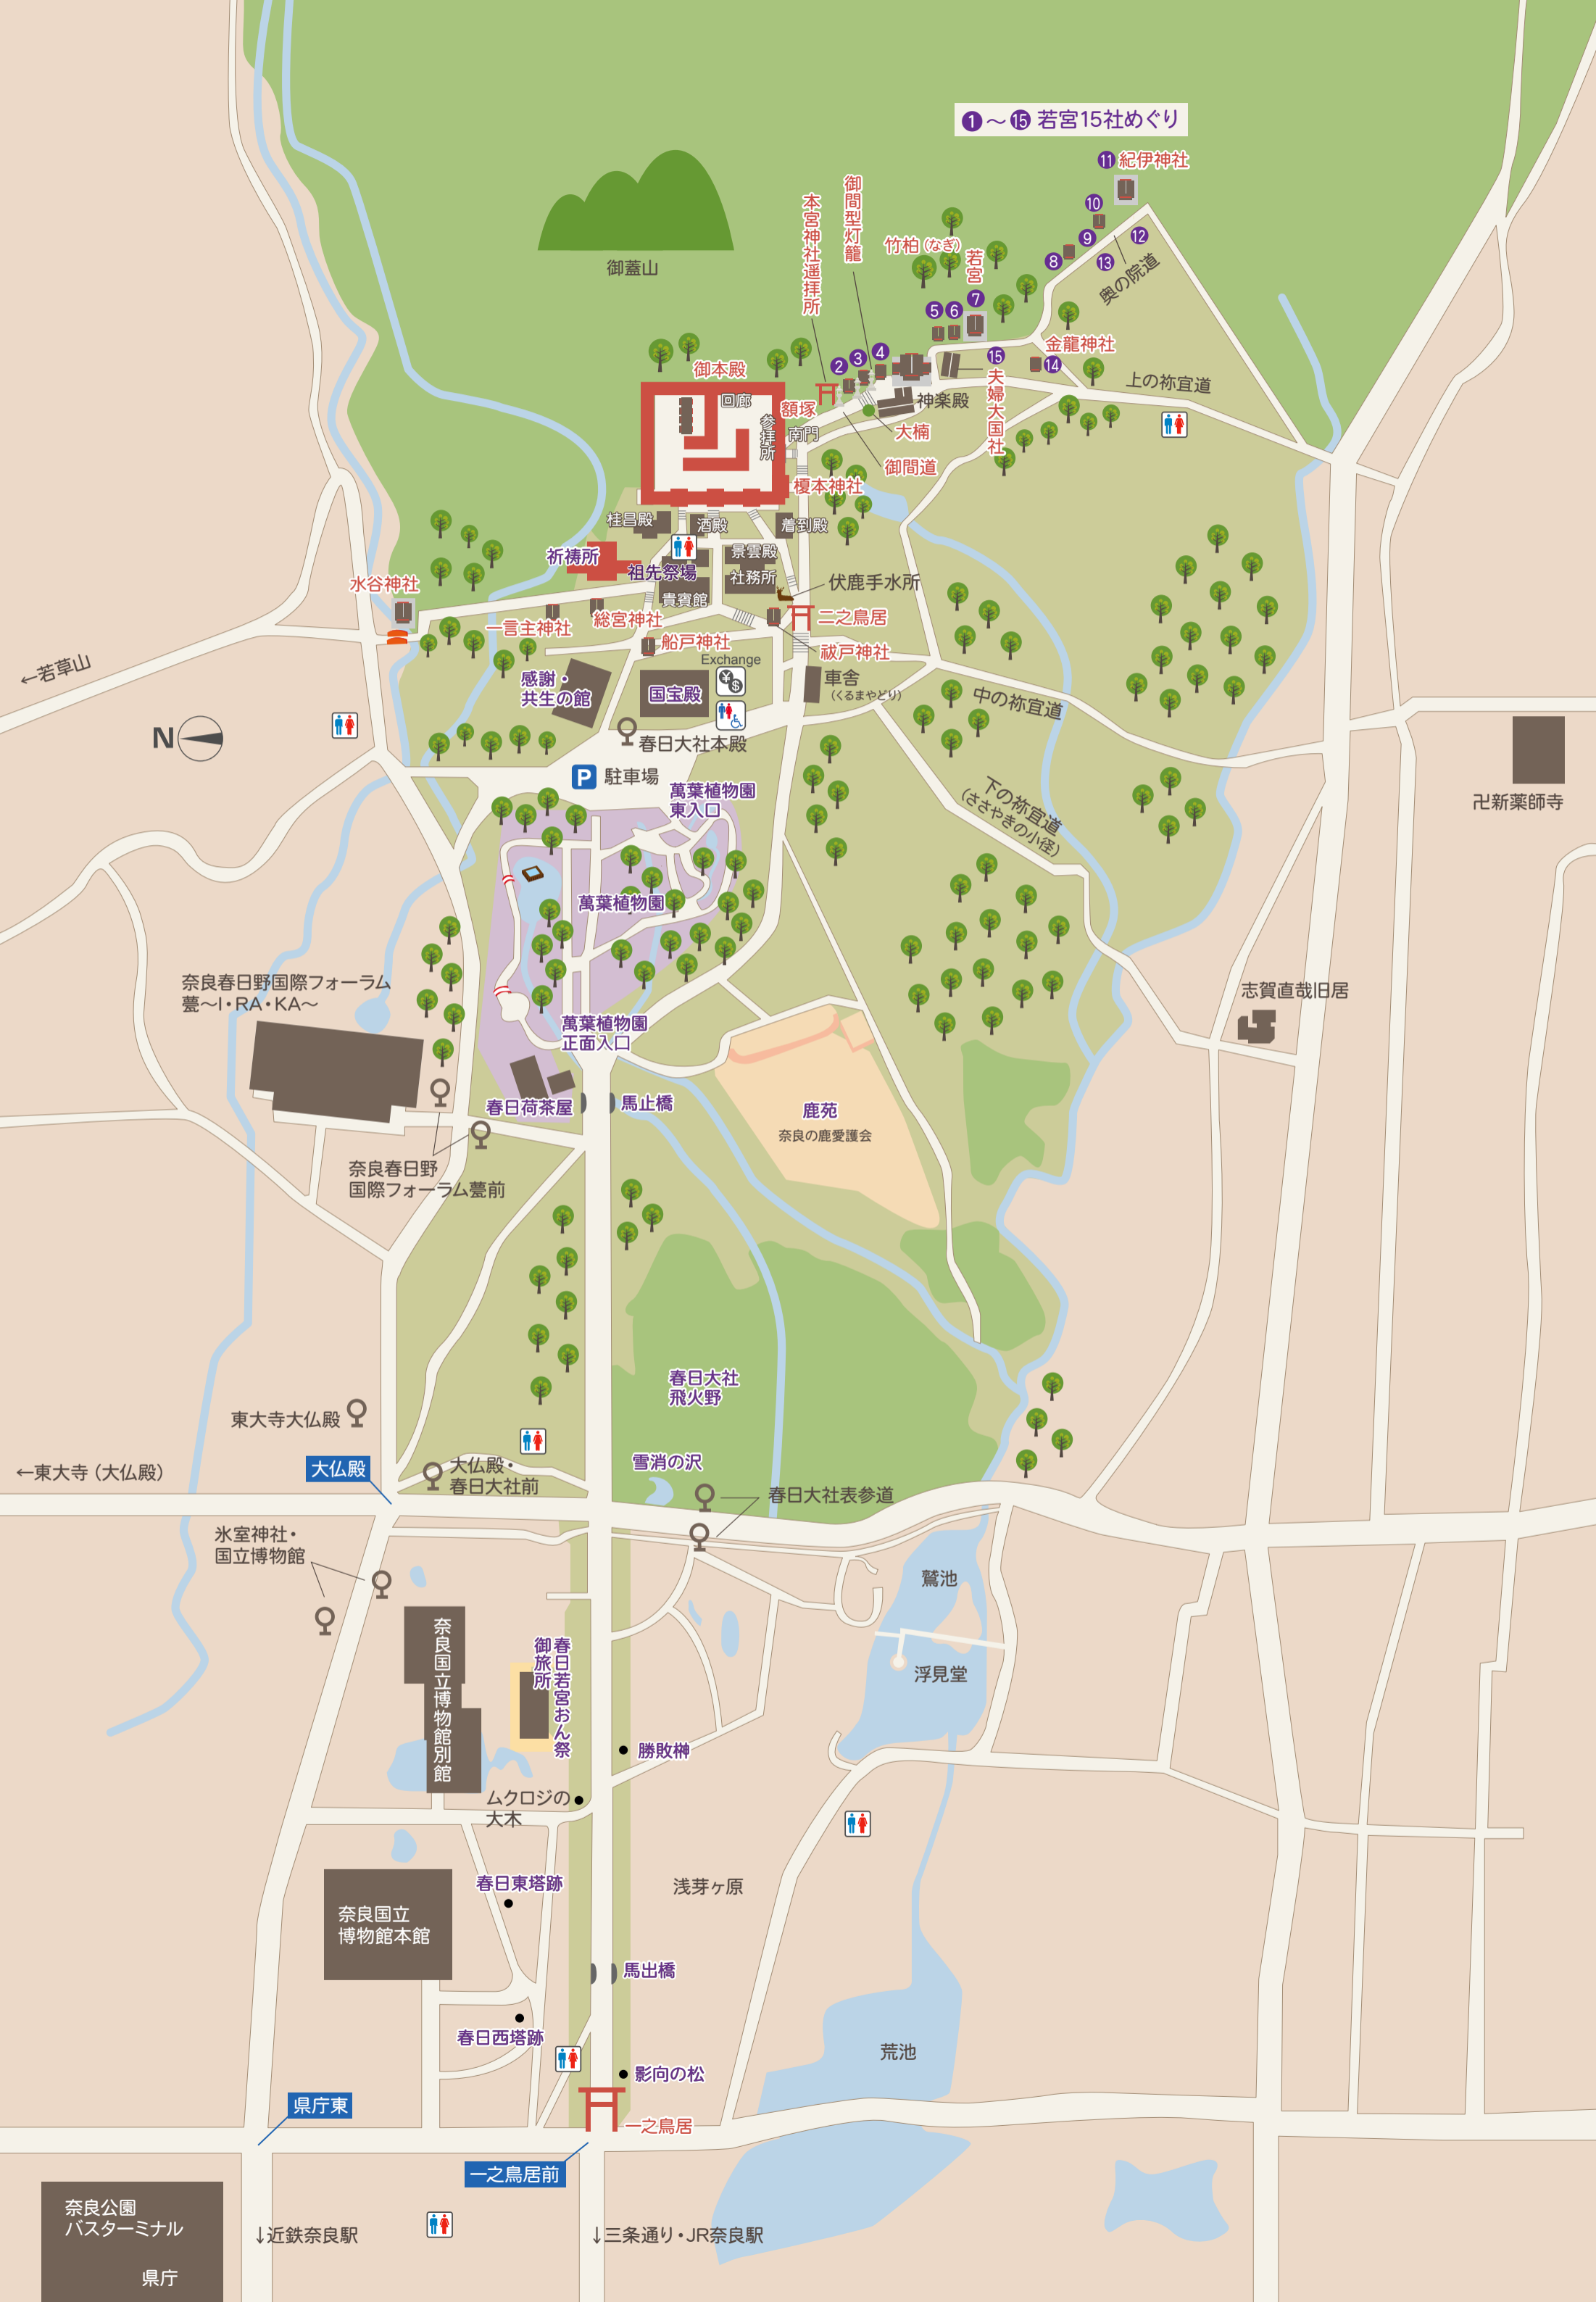 ①～⑮ 若宮15社めぐり
⑪ 紀伊神社
⑩
⑨
⑫
⑧
⑬
奥の院道
御間型灯籠
本宮神社遥拝所
竹柏(なぎ)
若宮
⑤
⑥
⑦
御蓋山
金龍神社
⑭
⑮
夫婦大国社
②
③
④
上の祢宜道
御本殿
回廊
参拝所
額塚
南門
神楽殿
大楠
御間道
榎本神社
桂昌殿
酒殿
着到殿
祈祷所
祖先祭場
景雲殿
社務所
貴賓館
伏鹿手水所
水谷神社
一言主神社
総宮神社
二之鳥居
船戸神社
祓戸神社
←若草山
Exchange
¥
$
感謝・
共生の館
国宝殿
車舎
(くるまやどり)
中の祢宜道
N
春日大社本殿
P
駐車場
萬葉植物園
東入口
下の祢宜道
(ささやきの小径)
卍新薬師寺
萬葉植物園
奈良春日野国際フォーラム
甍～I・RA・KA～
志賀直哉旧居
萬葉植物園
正面入口
春日荷茶屋
馬止橋
鹿苑
奈良の鹿愛護会
奈良春日野
国際フォーラム甍前
春日大社
飛火野
東大寺大仏殿
←東大寺(大仏殿)
大仏殿
大仏殿・
春日大社前
雪消の沢
春日大社表参道
氷室神社・
国立博物館
鷺池
浮見堂
奈良国立博物館別館
春日若宮おん祭
御旅所
勝敗榊
ムクロジの
大木
春日東塔跡
浅芽ヶ原
奈良国立
博物館本館
馬出橋
春日西塔跡
荒池
影向の松
県庁東
一之鳥居
一之鳥居前
奈良公園
バスターミナル
県庁
↓近鉄奈良駅
↓三条通り・JR奈良駅